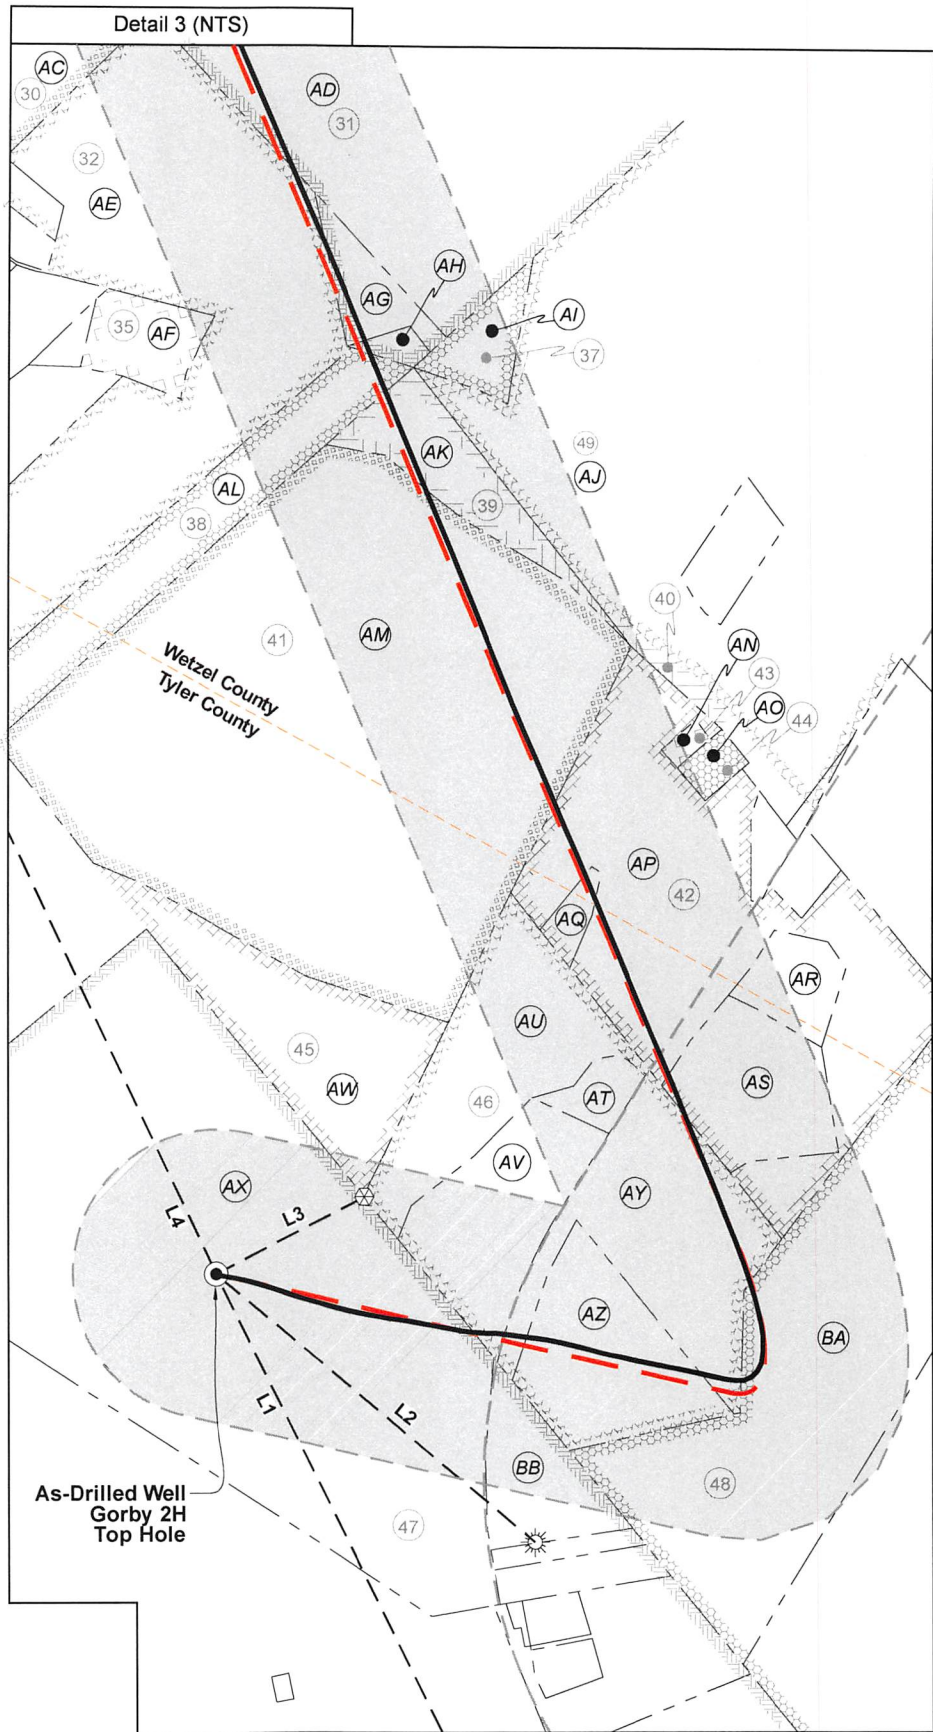 Detail 3 (NTS)
AC
30
AD
31
32
AE
AH
AG
AI
35
AF
37
AK
49
AJ
AL
39
38
40
41
AM
AN
43
Wetzel County
Tyler County
AO
44
AP
42
AQ
AR
AU
45
AS
AW
AT
46
AV
AX
AY
L4
L3
AZ
BA
L1
L2
BB
48
As-Drilled Well
Gorby 2H
Top Hole
47